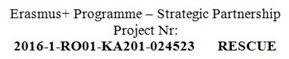 Erasmus+ Programme – Strategic Partnership
Project Nr:
2016-1-RO01-KA201-024523 RESCUE